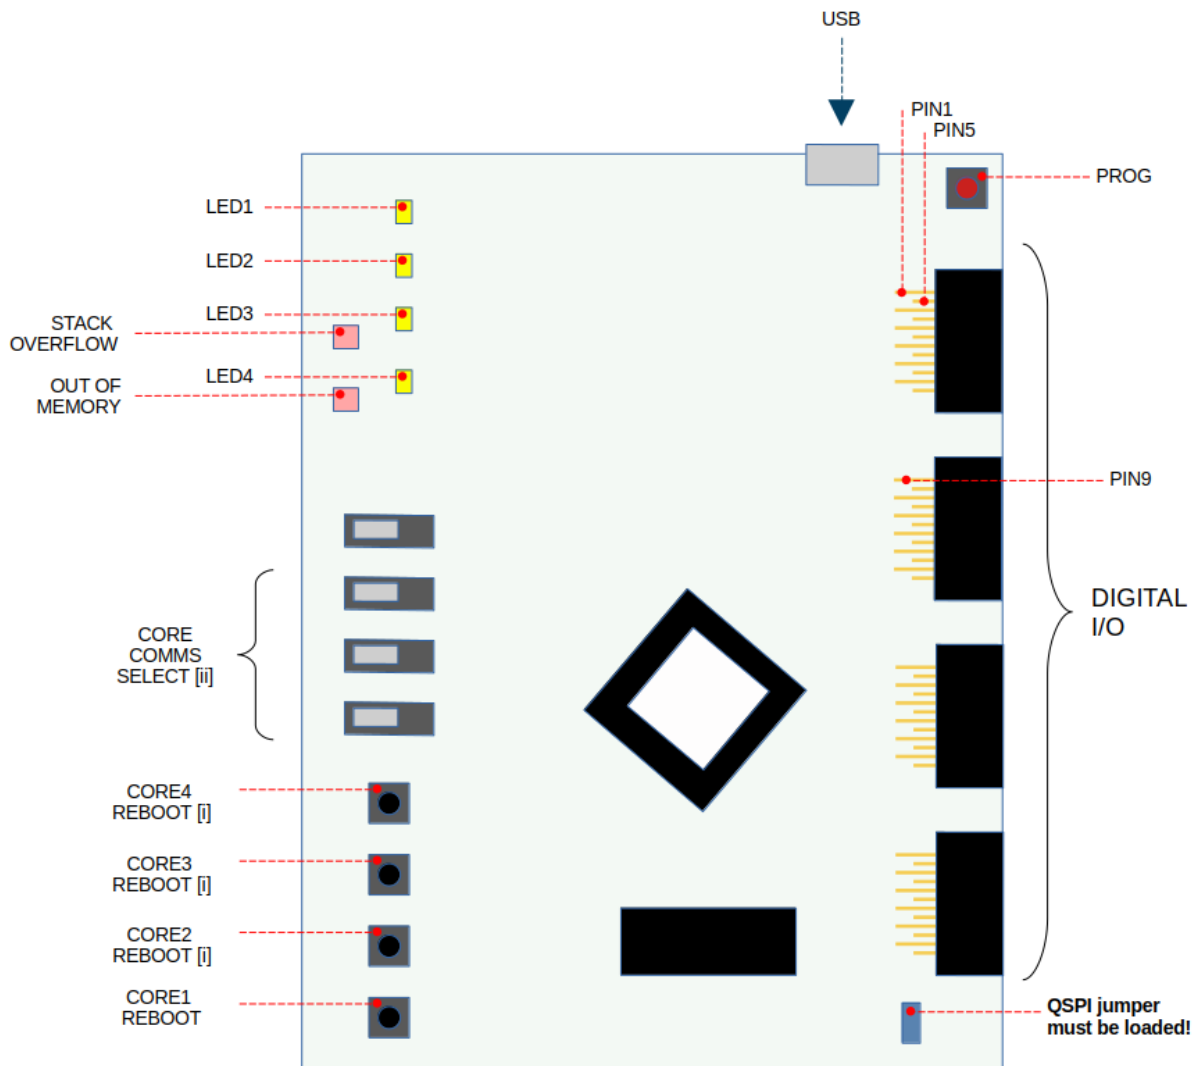 USB
PIN1
PIN5
PROG
LED1
LED2
LED3
STACK
OVERFLOW
LED4
OUT OF
MEMORY
PIN9
DIGITAL
I/O
CORE
COMMS
SELECT [ii]
CORE4
REBOOT [i]
CORE3
REBOOT [i]
CORE2
REBOOT [i]
CORE1
REBOOT
QSPI jumper
must be loaded!